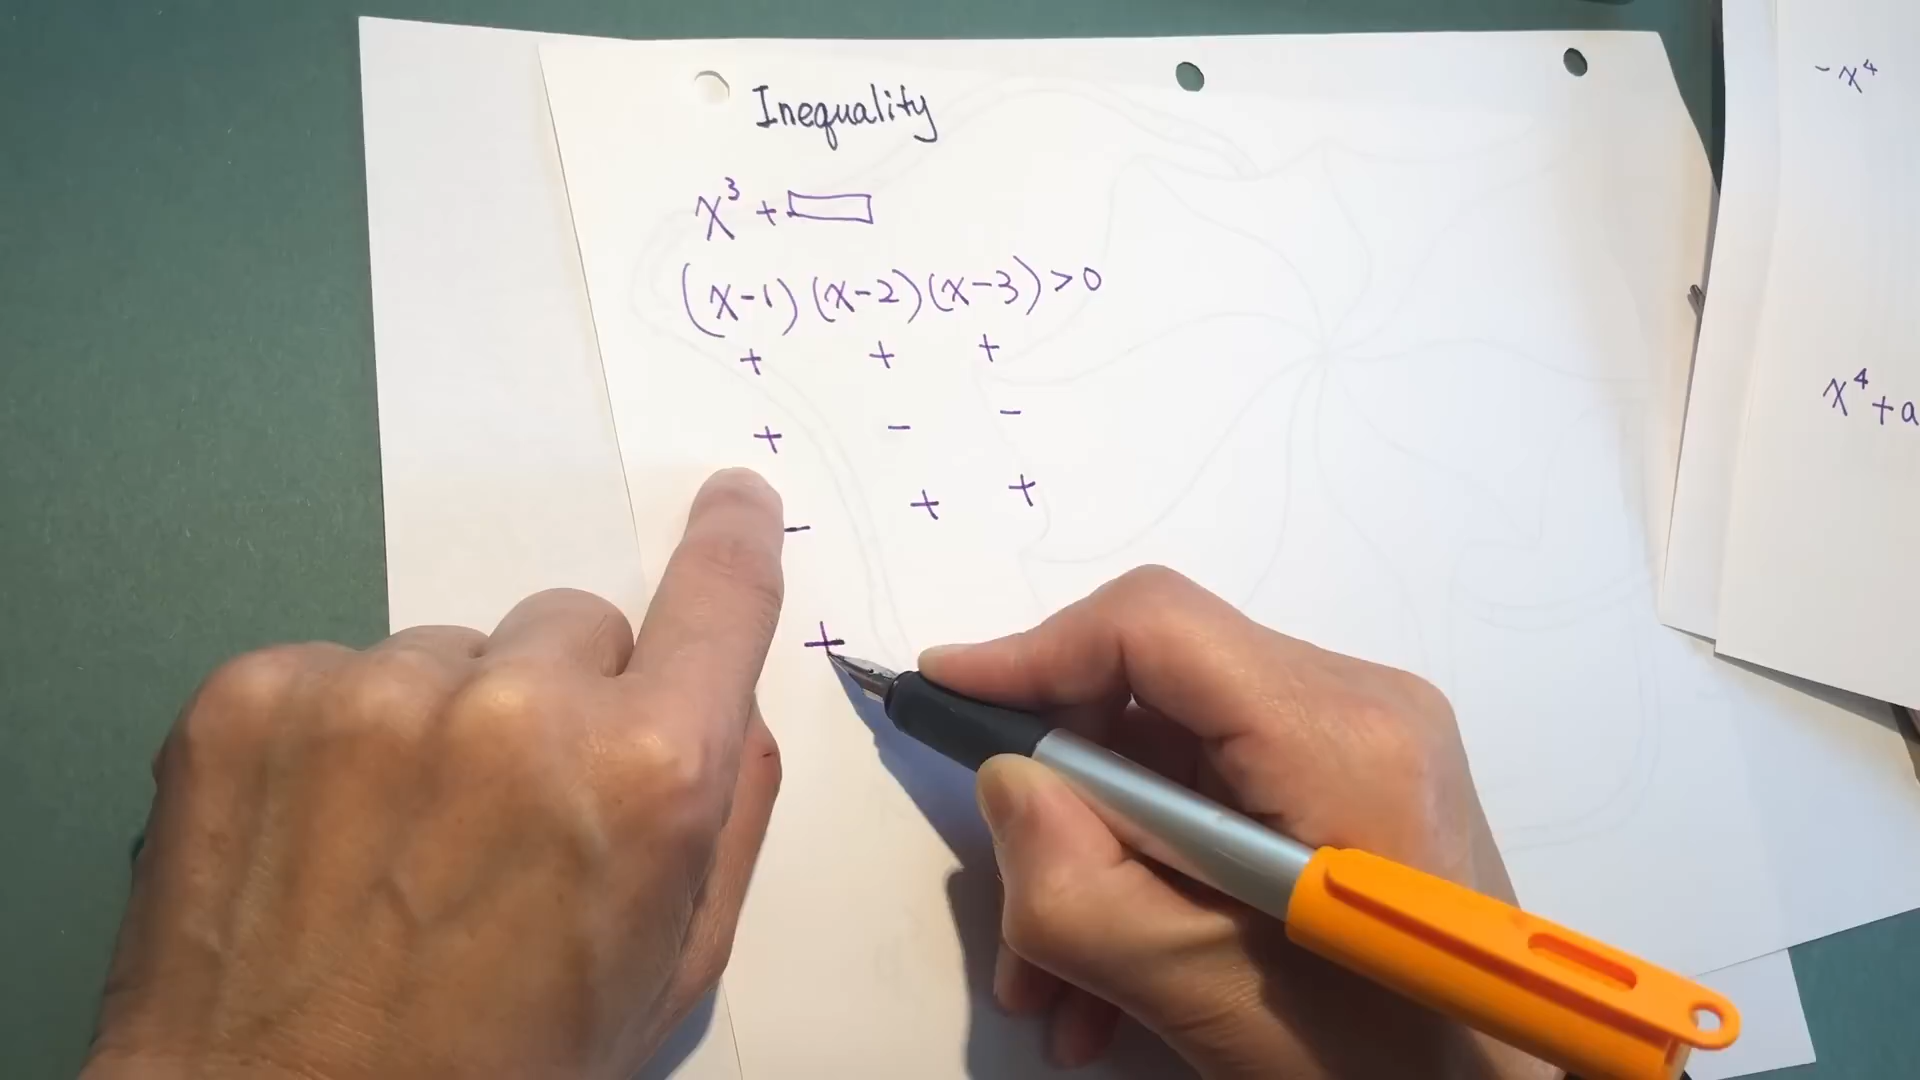 Inequality
x³ +
(x-1) (x-2) (x-3) > 0
+ + +
+ - -
- + +
+
-x⁴
x⁴ + a